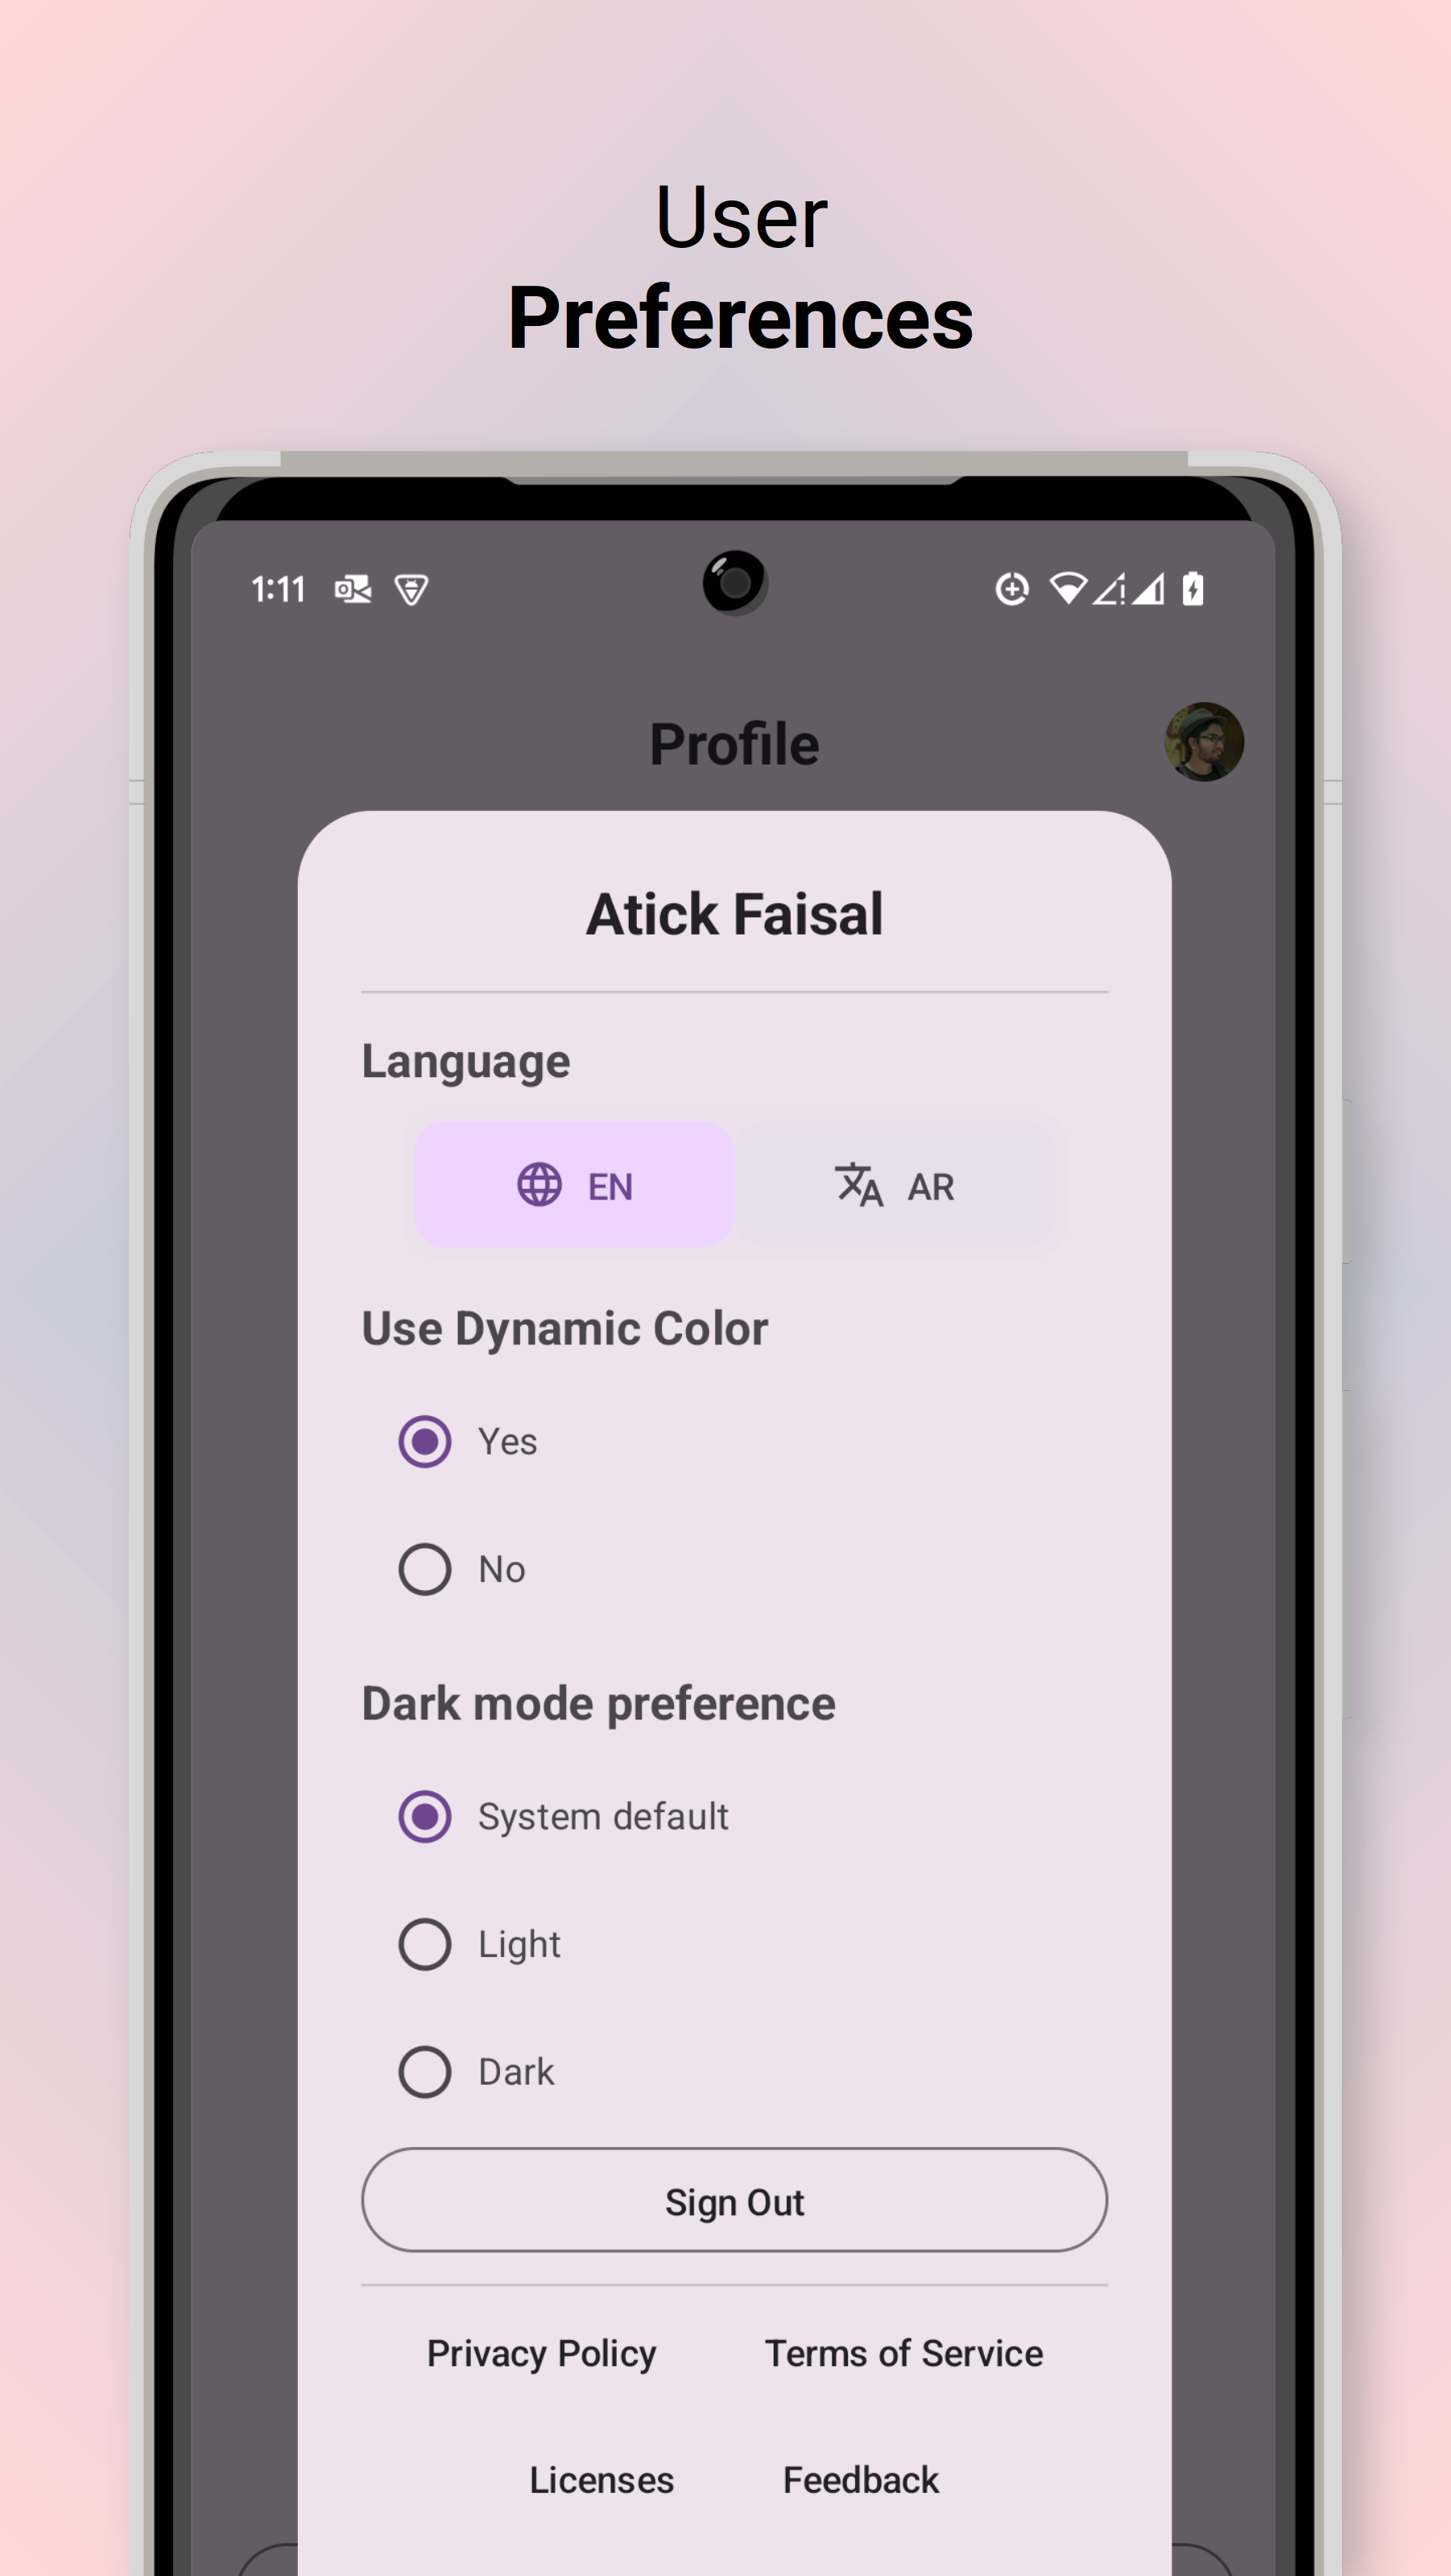 User
Preferences
1:11
Profile
Atick Faisal
Language
EN
AR
Use Dynamic Color
Yes
No
Dark mode preference
System default
Light
Dark
Sign Out
Privacy Policy
Terms of Service
Licenses
Feedback